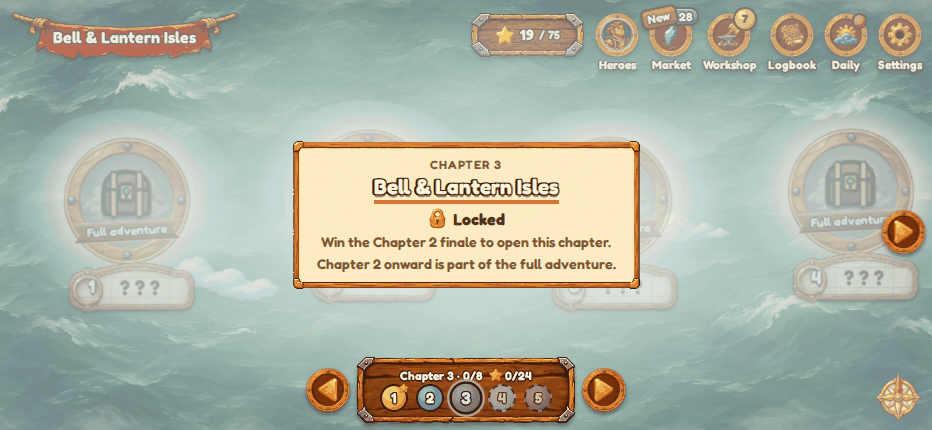 Bell & Lantern Isles
19 / 75
New 28
7
Heroes
Market
Workshop
Logbook
Daily
Settings
CHAPTER 3
Bell & Lantern Isles
Locked
Win the Chapter 2 finale to open this chapter.
Chapter 2 onward is part of the full adventure.
Full adventure
1 ???
Full adventure
4 ???
Chapter 3 · 0/8 0/24
1 2 3 4 5